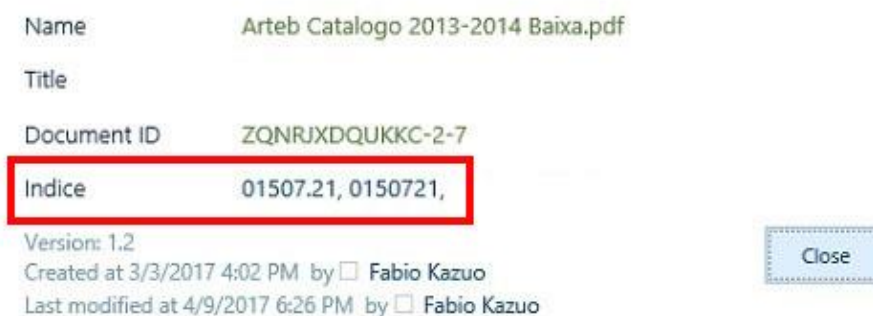 Name Arteb Catalogo 2013-2014 Baixa.pdf
Title
Document ID ZQNRJXDQUKKC-2-7
Indice 01507.21, 0150721,
Version: 1.2
Created at 3/3/2017 4:02 PM by Fabio Kazuo
Close
Last modified at 4/9/2017 6:26 PM by Fabio Kazuo